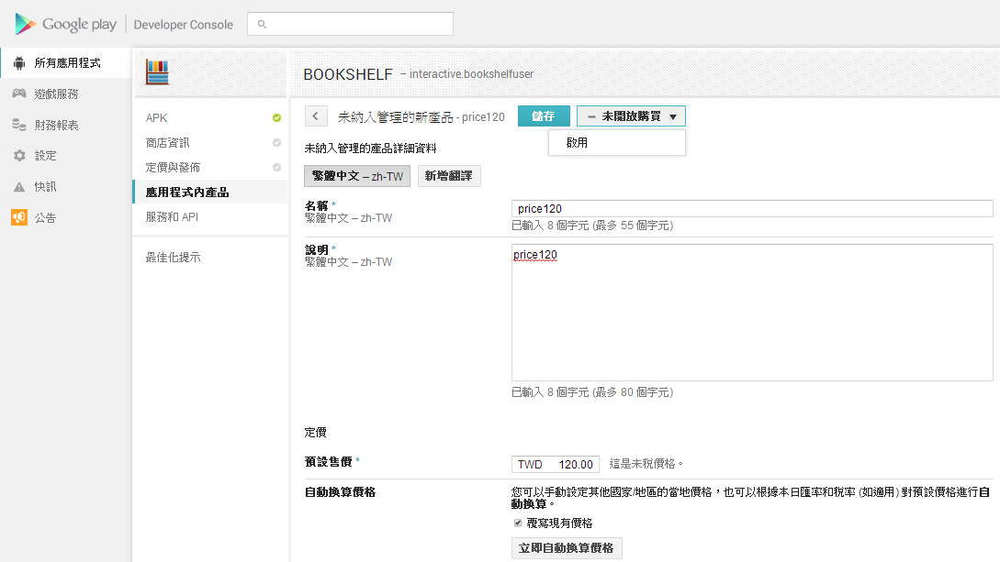 Google play Developer Console
所有應用程式
遊戲服務
財務報表
設定
快訊
公告
BOOKSHELF – interactive.bookshelfuser
APK
商店資訊
定價與發佈
應用程式內產品
服務和 API
最佳化提示
未納入管理的新產品 - price120 儲存 – 未開放購買
啟用
未納入管理的產品詳細資料
繁體中文 – zh-TW 新增翻譯
名稱 * price120
繁體中文 – zh-TW 已輸入 8 個字元 (最多 55 個字元)
說明 * price120
繁體中文 – zh-TW
已輸入 8 個字元 (最多 80 個字元)
定價
預設售價 * TWD 120.00 這是未稅價格。
自動換算價格 您可以手動設定其他國家/地區的當地價格，也可以根據本日匯率和稅率 (如適用) 對預設價格進行自
動換算。
覆寫現有價格
立即自動換算價格